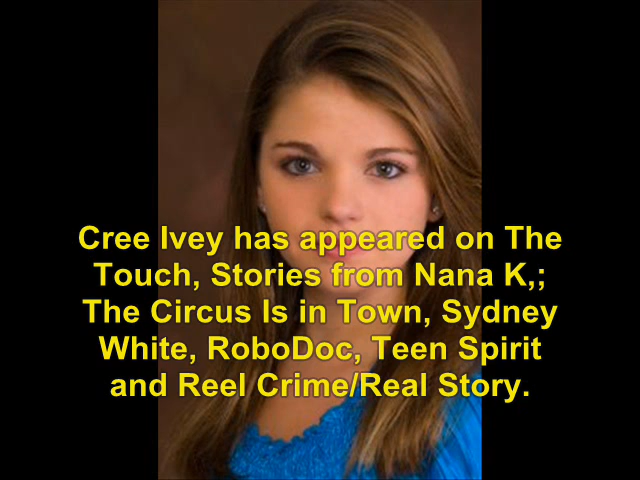 Cree Ivey has appeared on The
Touch, Stories from Nana K,;
The Circus Is in Town, Sydney
White, RoboDoc, Teen Spirit
and Reel Crime/Real Story.